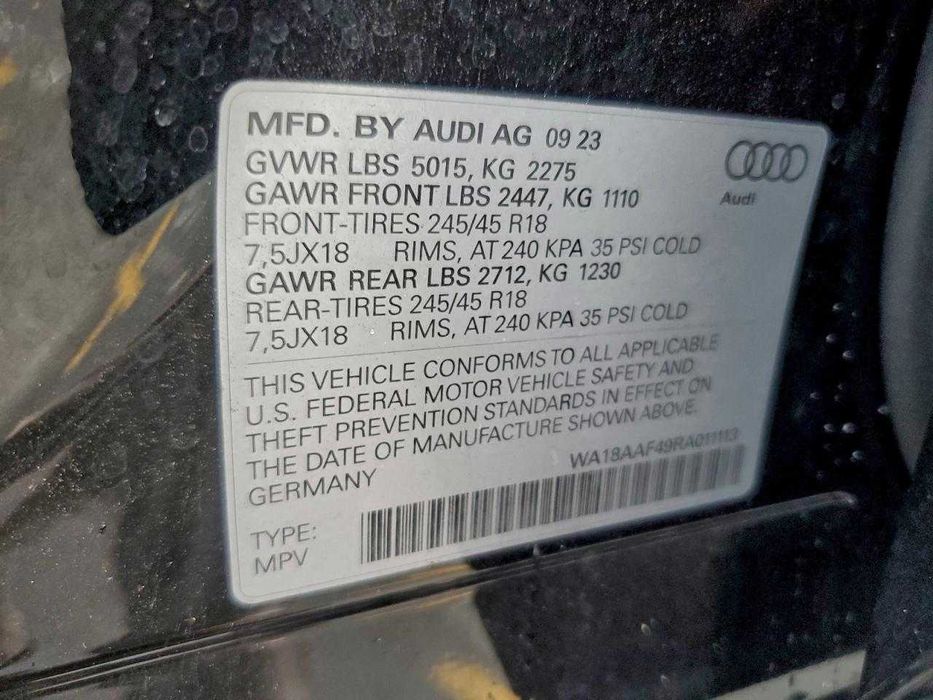 MFD. BY AUDI AG 09 23
GVWR LBS 5015, KG 2275
GAWR FRONT LBS 2447, KG 1110
FRONT-TIRES 245/45 R18
7,5JX18 RIMS, AT 240 KPA 35 PSI COLD
GAWR REAR LBS 2712, KG 1230
REAR-TIRES 245/45 R18
7,5JX18 RIMS, AT 240 KPA 35 PSI COLD
Audi
THIS VEHICLE CONFORMS TO ALL APPLICABLE
U.S. FEDERAL MOTOR VEHICLE SAFETY AND
THEFT PREVENTION STANDARDS IN EFFECT ON
THE DATE OF MANUFACTURE SHOWN ABOVE.
GERMANY
WA18AAF49RA011113
TYPE:
MPV